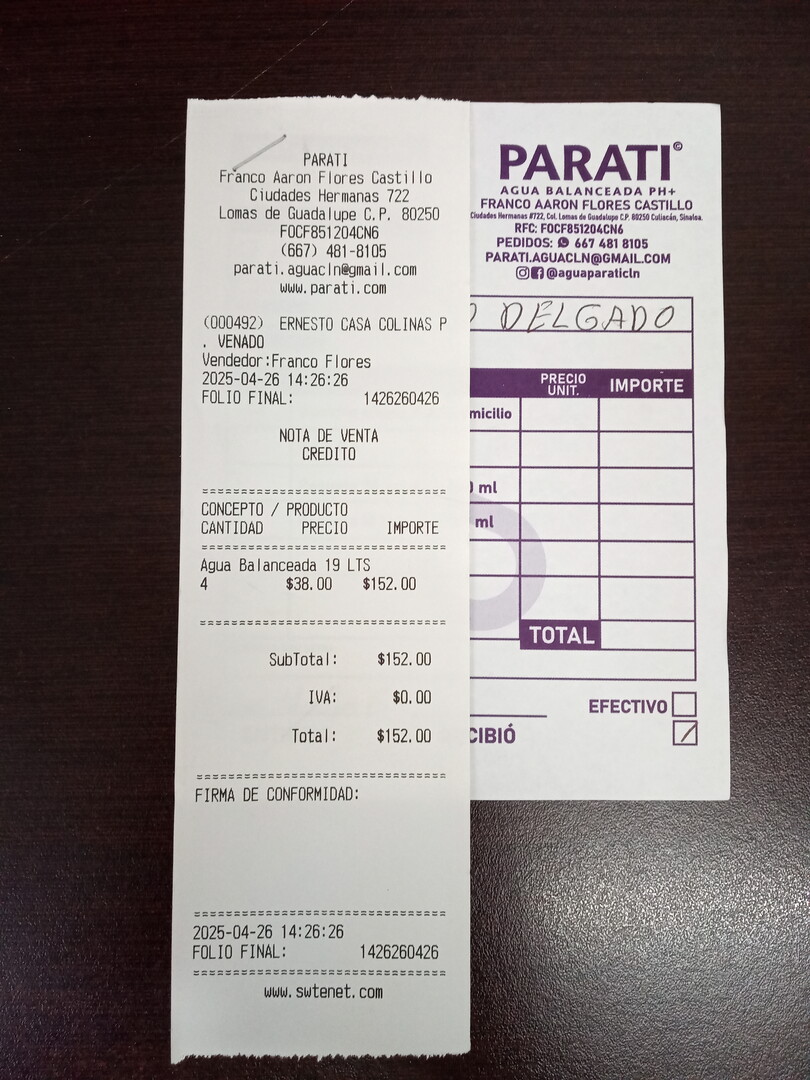 PARATI
Franco Aaron Flores Castillo
Ciudades Hermanas 722
Lomas de Guadalupe C.P. 80250
FOCF851204CN6
(667) 481-8105
parati.aguacln@gmail.com
www.parati.com
(000492) ERNESTO CASA COLINAS P
. VENADO
Vendedor:Franco Flores
2025-04-26 14:26:26
FOLIO FINAL: 1426260426
NOTA DE VENTA
CREDITO
==============================
CONCEPTO / PRODUCTO
CANTIDAD PRECIO IMPORTE
==============================
Agua Balanceada 19 LTS
4 $38.00 $152.00
==============================
SubTotal: $152.00
IVA: $0.00
Total: $152.00
==============================
FIRMA DE CONFORMIDAD:
==============================
2025-04-26 14:26:26
FOLIO FINAL: 1426260426
==============================
www.swtenet.com
PARATI©
AGUA BALANCEADA PH+
FRANCO AARON FLORES CASTILLO
Ciudades Hermanas #722, Col. Lomas de Guadalupe C.P. 80250 Culiacán, Sinaloa.
RFC: FOCF851204CN6
PEDIDOS: 667 481 8105
PARATI.AGUACLN@GMAIL.COM
@aguaparaticln
DELGADO
PRECIO UNIT. IMPORTE
micilio
ml
ml
TOTAL
EFECTIVO
CIBIÓ